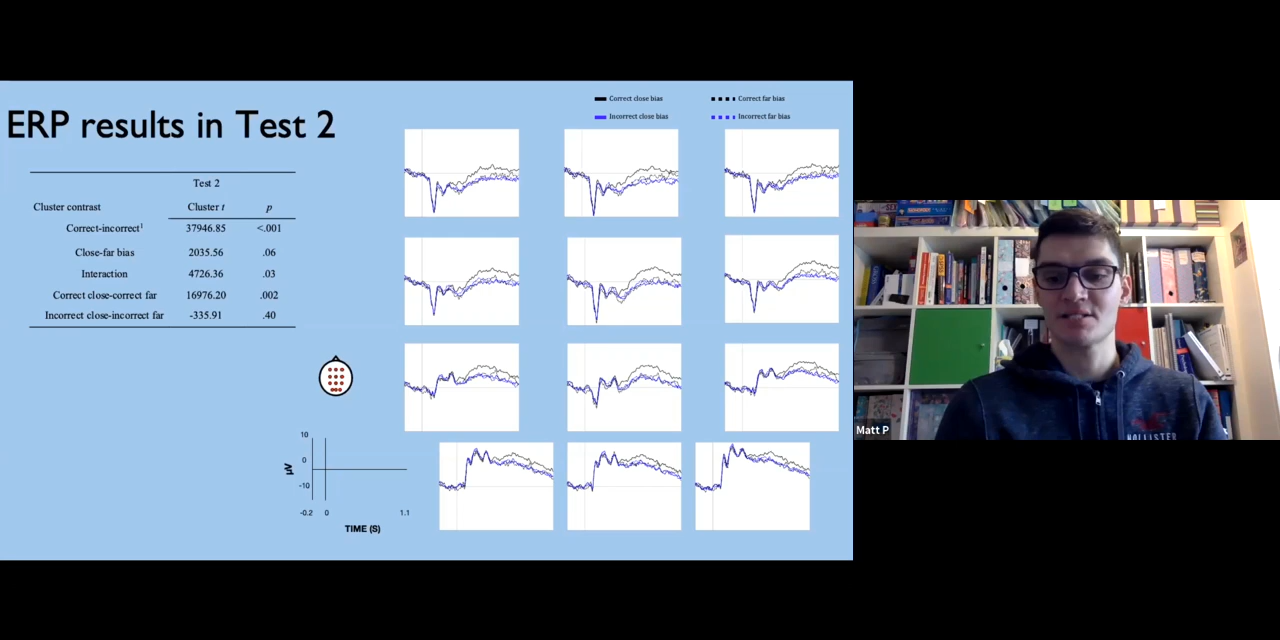 ERP results in Test 2
Test 2
Cluster contrast Cluster t p
Correct-incorrect¹ 37946.85 <.001
Close-far bias 2035.56 .06
Interaction 4726.36 .03
Correct close-correct far 16976.20 .002
Incorrect close-incorrect far -335.91 .40
Correct close bias
Correct far bias
Incorrect close bias
Incorrect far bias
10
0
-10
µV
-0.2 0 1.1
TIME (S)
Matt P
HOLLISTER